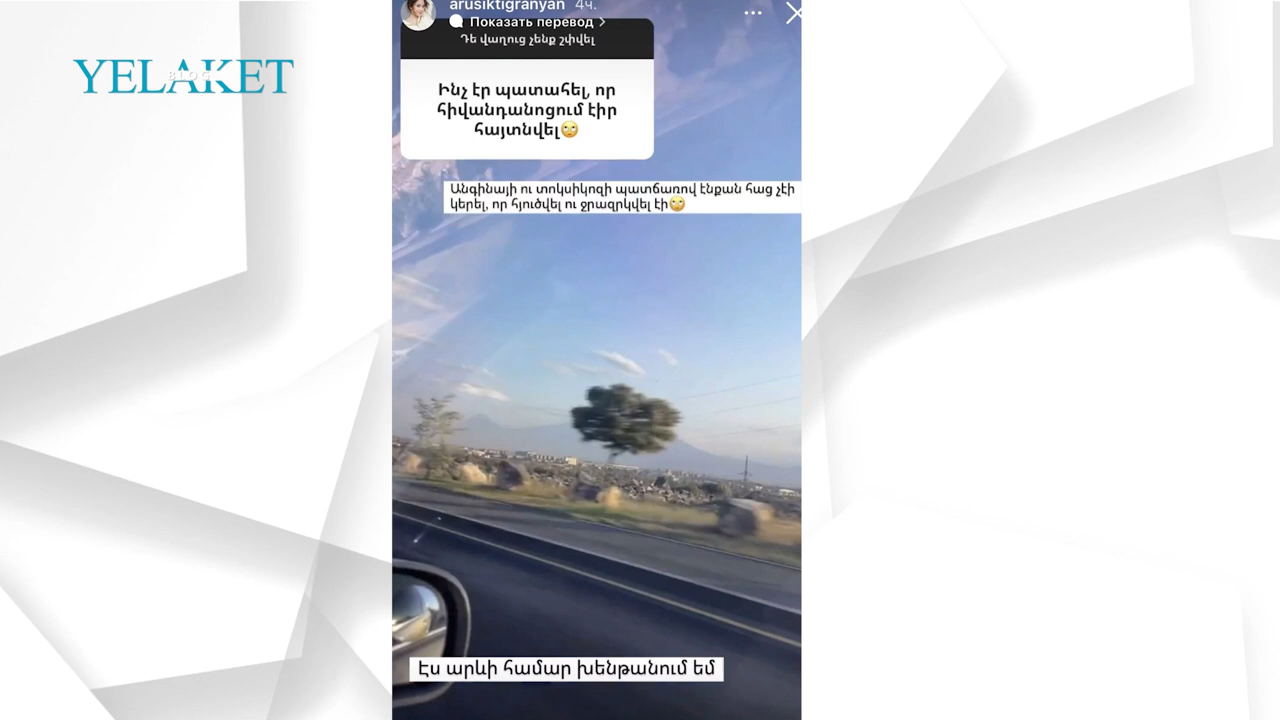 YELAKET
BLOG
arusiktigranyan 4ч.
Показать перевод >
Դե վաղուց չենք շփվել
Ինչ էր պատահել, որ
հիվանդանոցում էիր
հայտնվել🙄
Անգինայի ու տոկսիկոզի պատճառով էնքան հաց չէի
կերել, որ հյուծվել ու ջրազրկվել էի🙄
Էս արևի համար խենթանում եմ